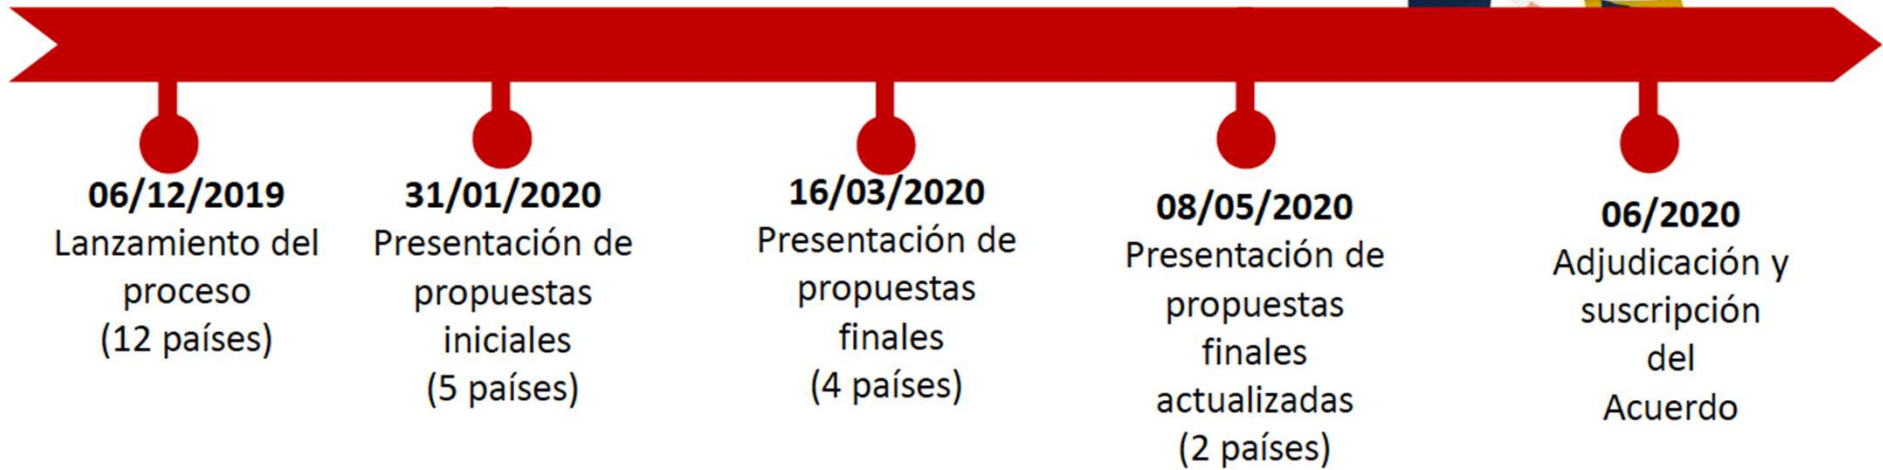 06/12/2019
Lanzamiento del
proceso
(12 países)
31/01/2020
Presentación de
propuestas
iniciales
(5 países)
16/03/2020
Presentación de
propuestas
finales
(4 países)
08/05/2020
Presentación de
propuestas
finales
actualizadas
(2 países)
06/2020
Adjudicación y
suscripción
del
Acuerdo